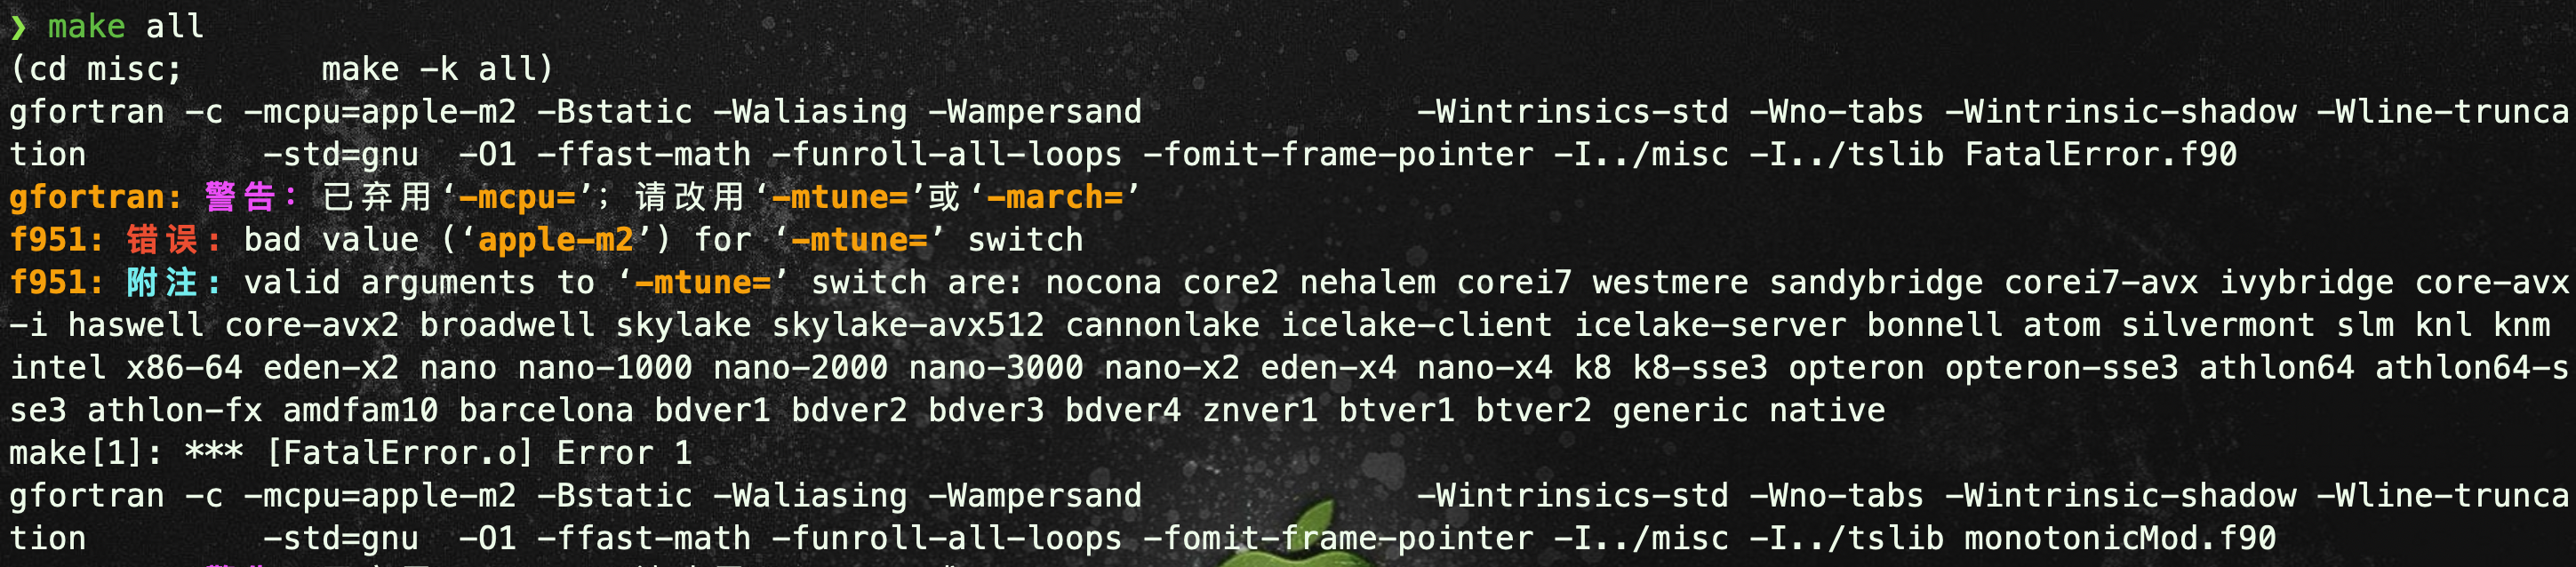 ❯ make all
(cd misc;       make -k all)
gfortran -c -mcpu=apple-m2 -Bstatic -Waliasing -Wampersand              -Wintrinsics-std -Wno-tabs -Wintrinsic-shadow -Wline-trunca
tion         -std=gnu  -O1 -ffast-math -funroll-all-loops -fomit-frame-pointer -I../misc -I../tslib FatalError.f90
gfortran: 警告：已弃用‘-mcpu=’；请改用‘-mtune=’或‘-march=’
f951: 错误：bad value (‘apple-m2’) for ‘-mtune=’ switch
f951: 附注：valid arguments to ‘-mtune=’ switch are: nocona core2 nehalem corei7 westmere sandybridge corei7-avx ivybridge core-avx
-i haswell core-avx2 broadwell skylake skylake-avx512 cannonlake icelake-client icelake-server bonnell atom silvermont slm knl knm
intel x86-64 eden-x2 nano nano-1000 nano-2000 nano-3000 nano-x2 eden-x4 nano-x4 k8 k8-sse3 opteron opteron-sse3 athlon64 athlon64-s
se3 athlon-fx amdfam10 barcelona bdver1 bdver2 bdver3 bdver4 znver1 btver1 btver2 generic native
make[1]: *** [FatalError.o] Error 1
gfortran -c -mcpu=apple-m2 -Bstatic -Waliasing -Wampersand              -Wintrinsics-std -Wno-tabs -Wintrinsic-shadow -Wline-trunca
tion         -std=gnu  -O1 -ffast-math -funroll-all-loops -fomit-frame-pointer -I../misc -I../tslib monotonicMod.f90